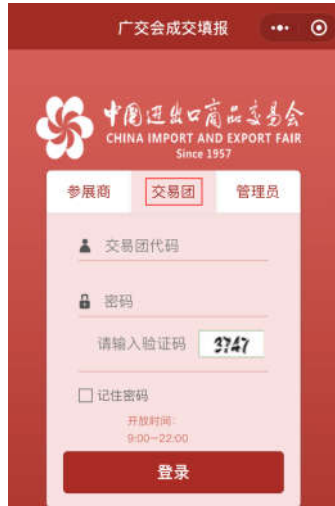 广交会成交填报
中国进出口商品交易会
CHINA IMPORT AND EXPORT FAIR
Since 1957
参展商 交易团 管理员
交易团代码
密码
请输入验证码 3747
记住密码
开放时间:
9:00-22:00
登录